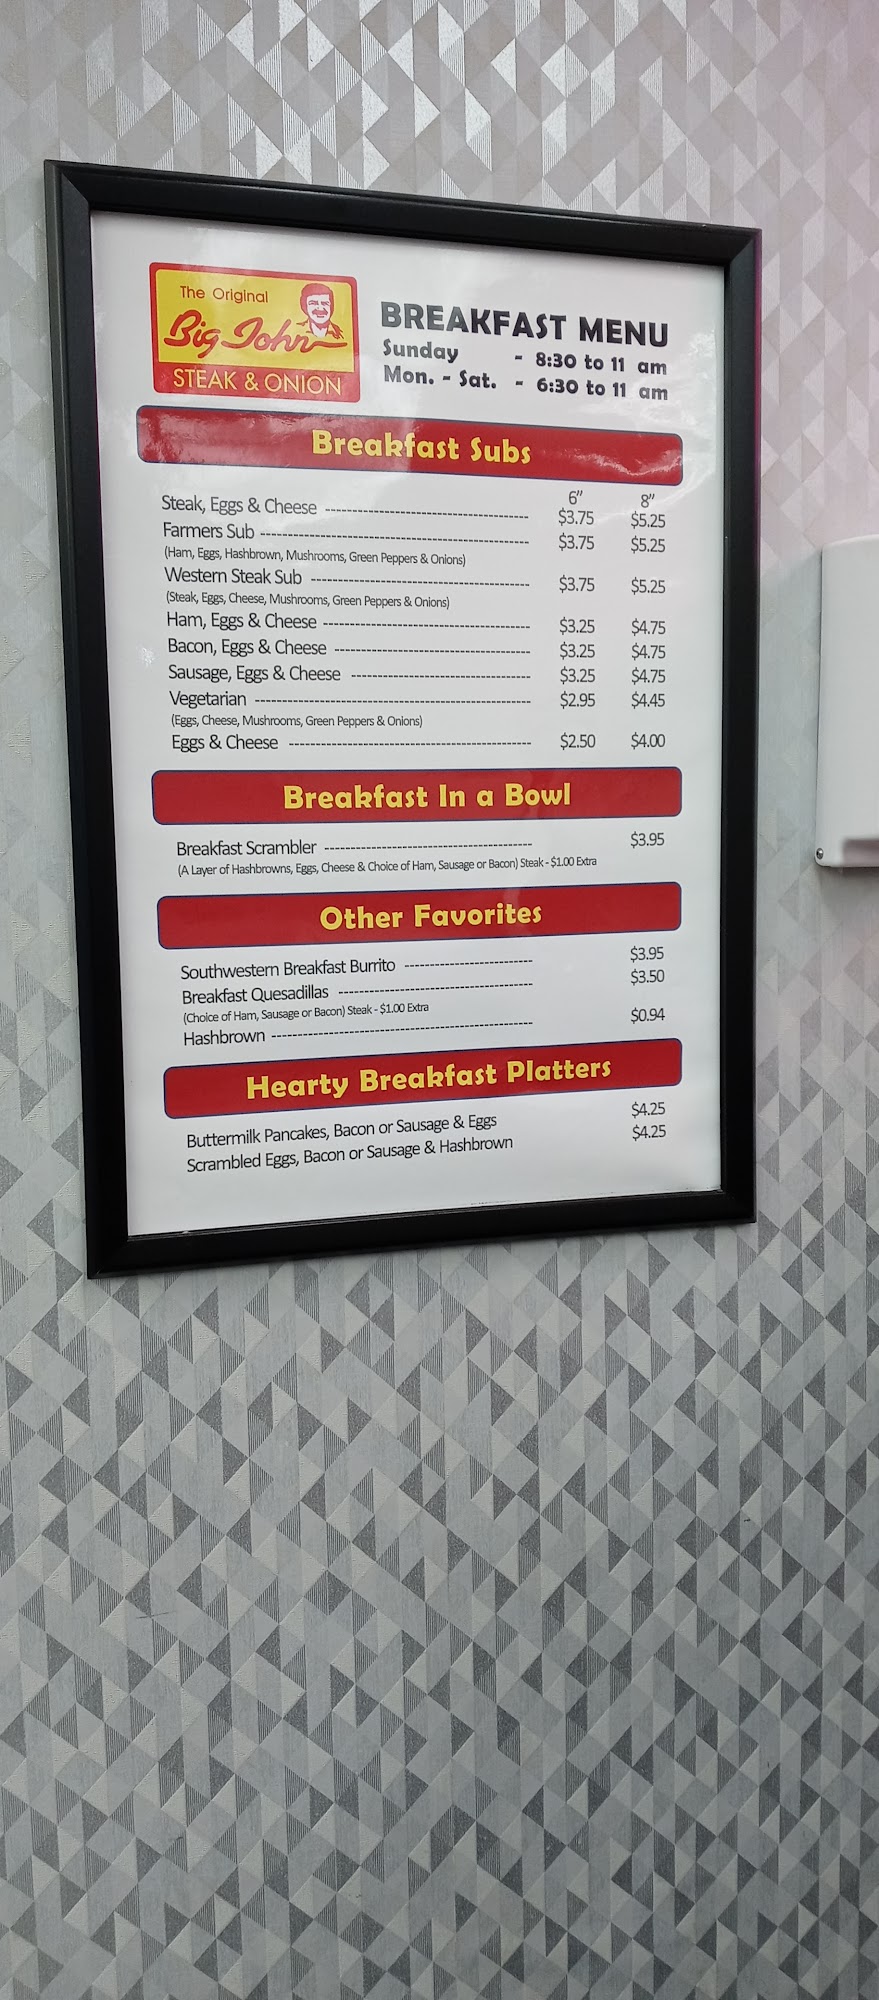 The Original
Big John
STEAK & ONION
BREAKFAST MENU
Sunday - 8:30 to 11 am
Mon. - Sat. - 6:30 to 11 am
Breakfast Subs
6” 8”
Steak, Eggs & Cheese $3.75 $5.25
Farmers Sub $3.75 $5.25
(Ham, Eggs, Hashbrown, Mushrooms, Green Peppers & Onions)
Western Steak Sub $3.75 $5.25
(Steak, Eggs, Cheese, Mushrooms, Green Peppers & Onions)
Ham, Eggs & Cheese $3.25 $4.75
Bacon, Eggs & Cheese $3.25 $4.75
Sausage, Eggs & Cheese $3.25 $4.75
Vegetarian $2.95 $4.45
(Eggs, Cheese, Mushrooms, Green Peppers & Onions)
Eggs & Cheese $2.50 $4.00
Breakfast In a Bowl
Breakfast Scrambler $3.95
(A Layer of Hashbrowns, Eggs, Cheese & Choice of Ham, Sausage or Bacon) Steak - $1.00 Extra
Other Favorites
Southwestern Breakfast Burrito $3.95
Breakfast Quesadillas $3.50
(Choice of Ham, Sausage or Bacon) Steak - $1.00 Extra
Hashbrown $0.94
Hearty Breakfast Platters
Buttermilk Pancakes, Bacon or Sausage & Eggs $4.25
Scrambled Eggs, Bacon or Sausage & Hashbrown $4.25